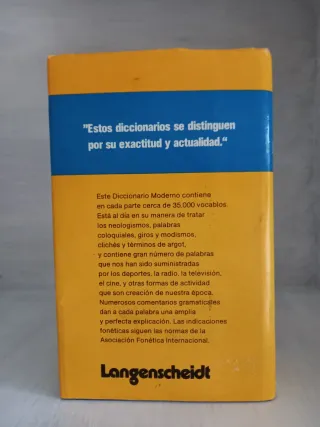 "Estos diccionarios se distinguen
por su exactitud y actualidad."
Este Diccionario Moderno contiene
en cada parte cerca de 35.000 vocablos.
Está al día en su manera de tratar
los neologismos, palabras
coloquiales, giros y modismos,
clichés y términos de argot,
y contiene gran número de palabras
que nos han sido suministradas
por los deportes, la radio, la televisión,
el cine, y otras formas de actividad
que son creación de nuestra época.
Numerosos comentarios gramaticales
dan a cada palabra una amplia
y perfecta explicación. Las indicaciones
fonéticas siguen las normas de la
Asociación Fonética Internacional.
Langenscheidt